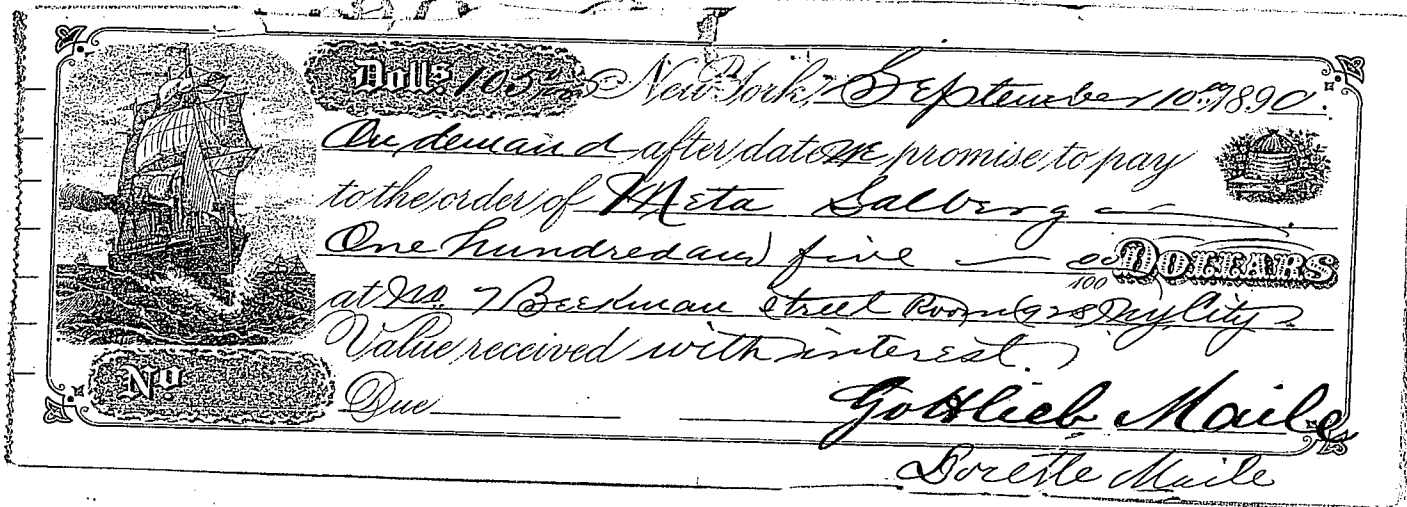 Dolls. 105 00/100 New York, September 10th 1890.
On demand after date we promise to pay
to the order of Meta Salberg
One hundred and five 00/100 DOLLARS
at No. 7 Beekman Street Room NY City
Value received with interest.
No Due Gottlieb Maile
Dorette Maile